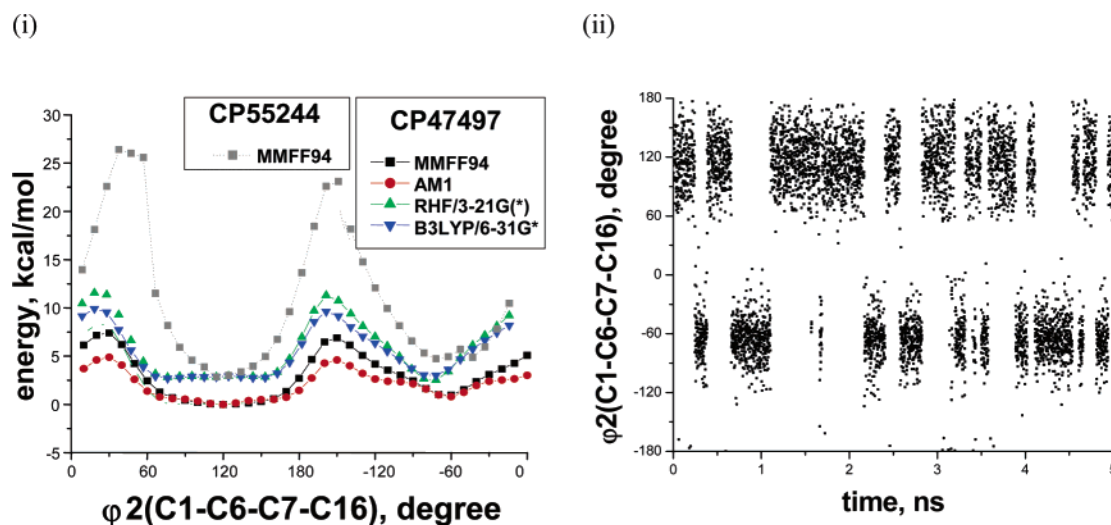 (i)
(ii)
CP55244
MMFF94
CP47497
MMFF94
AM1
RHF/3-21G(*)
B3LYP/6-31G*
energy, kcal/mol
30
25
20
15
10
5
0
-5
0 60 120 180 -120 -60 0
φ2(C1-C6-C7-C16), degree
φ2(C1-C6-C7-C16), degree
180
120
60
0
-60
-120
-180
0 1 2 3 4 5
time, ns